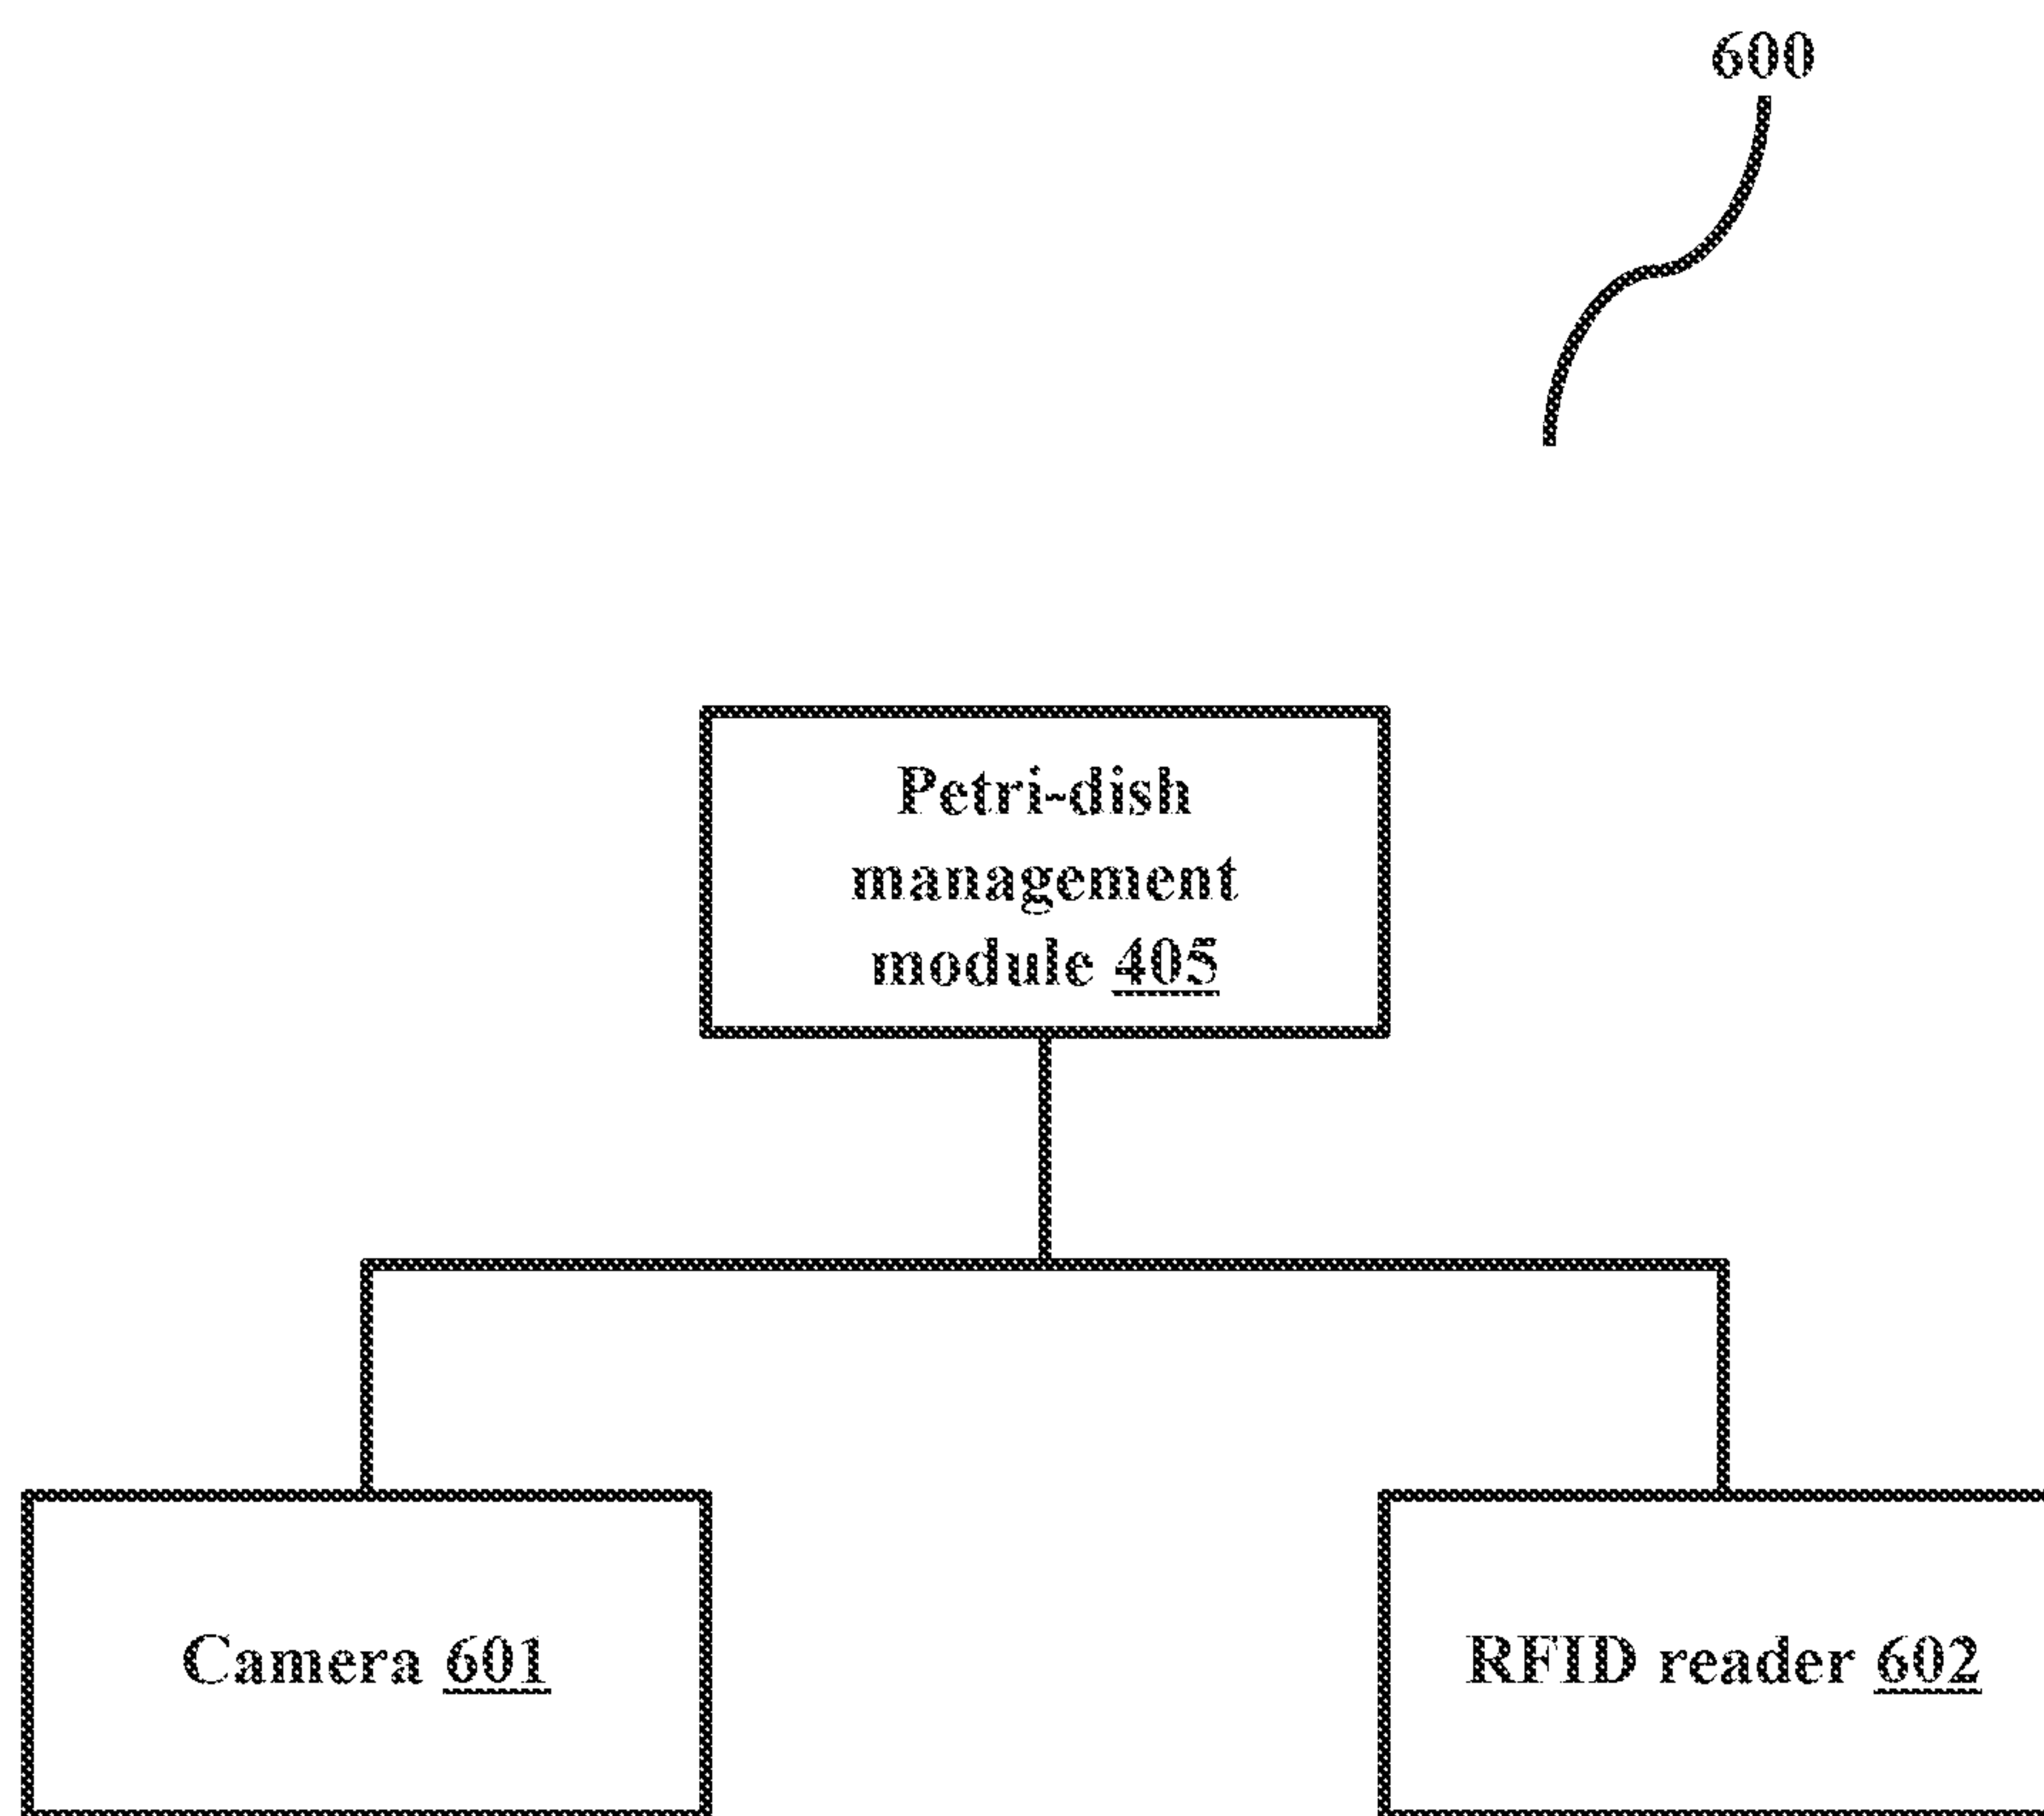 600
Petri-dish
management
module 405
Camera 601
RFID reader 602